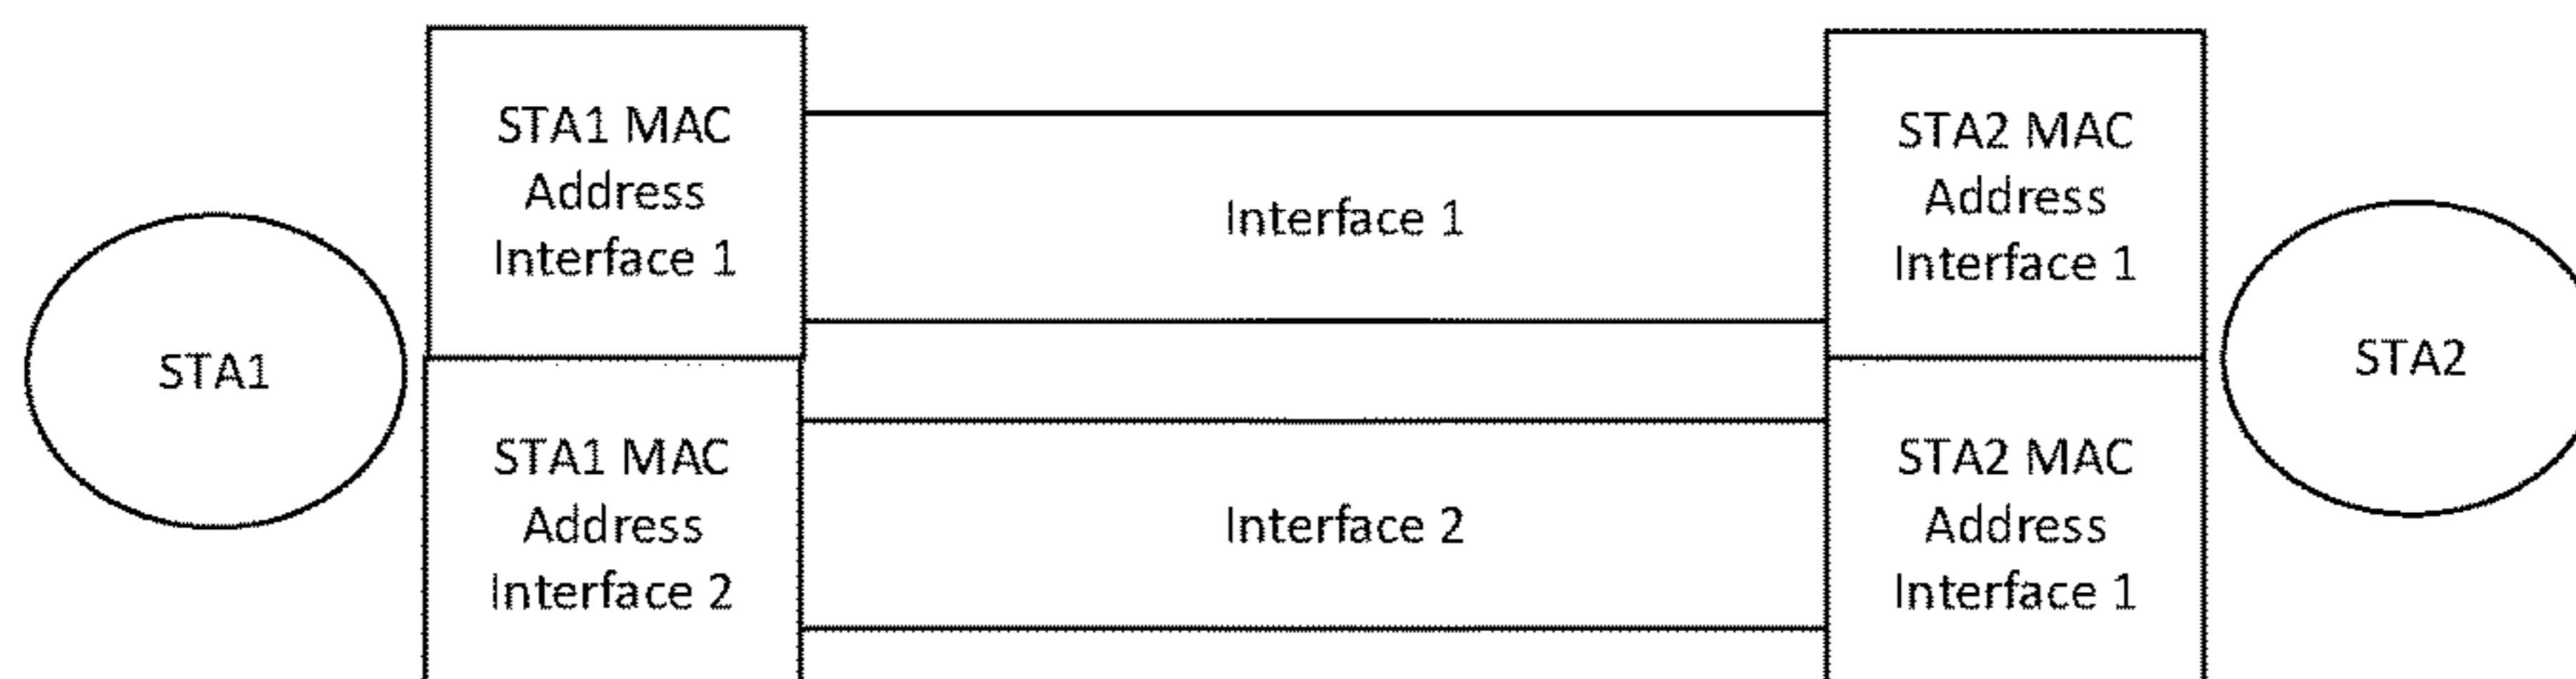 STA1
STA1 MAC
Address
Interface 1
Interface 1
STA2 MAC
Address
Interface 1
STA2
STA1 MAC
Address
Interface 2
Interface 2
STA2 MAC
Address
Interface 1